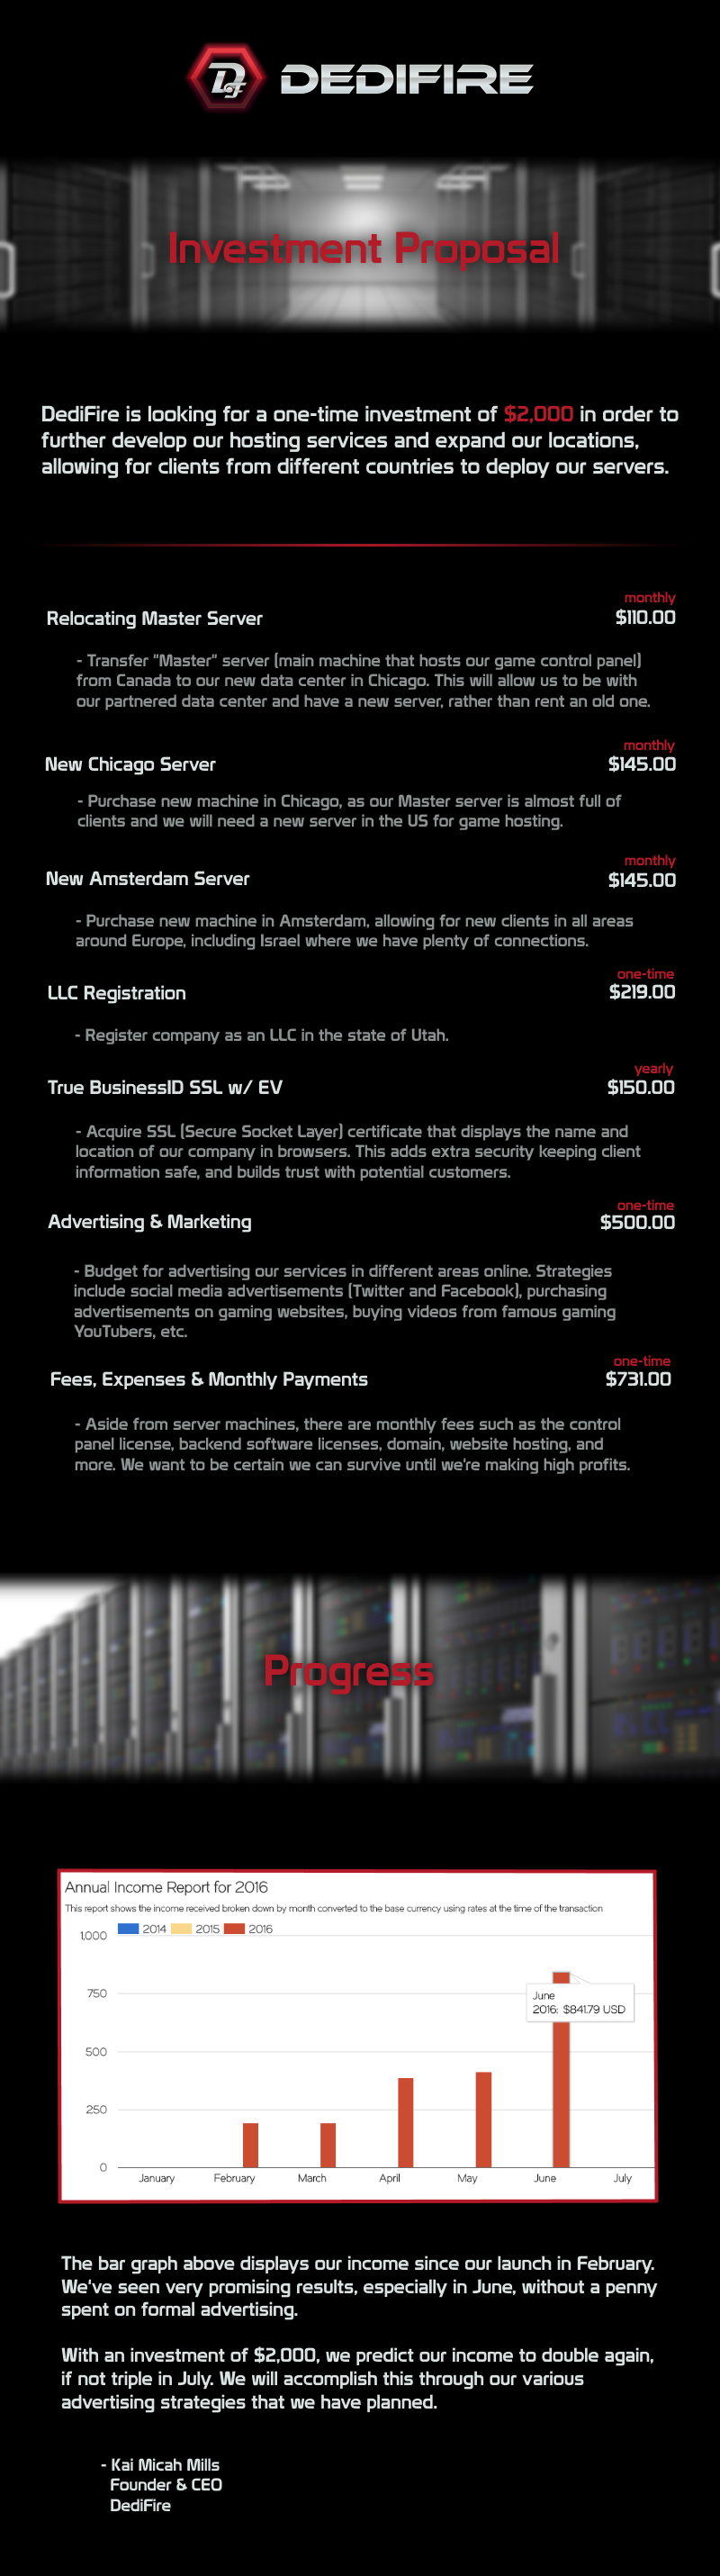 DF DEDIFIRE
Investment Proposal
DediFire is looking for a one-time investment of $2,000 in order to
further develop our hosting services and expand our locations,
allowing for clients from different countries to deploy our servers.
monthly
Relocating Master Server $110.00
- Transfer "Master" server (main machine that hosts our game control panel)
from Canada to our new data center in Chicago. This will allow us to be with
our partnered data center and have a new server, rather than rent an old one.
monthly
New Chicago Server $145.00
- Purchase new machine in Chicago, as our Master server is almost full of
clients and we will need a new server in the US for game hosting.
monthly
New Amsterdam Server $145.00
- Purchase new machine in Amsterdam, allowing for new clients in all areas
around Europe, including Israel where we have plenty of connections.
one-time
LLC Registration $219.00
- Register company as an LLC in the state of Utah.
yearly
True BusinessID SSL w/ EV $150.00
- Acquire SSL (Secure Socket Layer) certificate that displays the name and
location of our company in browsers. This adds extra security keeping client
information safe, and builds trust with potential customers.
one-time
Advertising & Marketing $500.00
- Budget for advertising our services in different areas online. Strategies
include social media advertisements (Twitter and Facebook), purchasing
advertisements on gaming websites, buying videos from famous gaming
YouTubers, etc.
one-time
Fees, Expenses & Monthly Payments $731.00
- Aside from server machines, there are monthly fees such as the control
panel license, backend software licenses, domain, website hosting, and
more. We want to be certain we can survive until we're making high profits.
Progress
Annual Income Report for 2016
This report shows the income received broken down by month converted to the base currency using rates at the time of the transaction
2014 2015 2016
1,000
750
June
2016: $841.79 USD
500
250
0
January February March April May June July
The bar graph above displays our income since our launch in February.
We've seen very promising results, especially in June, without a penny
spent on formal advertising.
With an investment of $2,000, we predict our income to double again,
if not triple in July. We will accomplish this through our various
advertising strategies that we have planned.
- Kai Micah Mills
Founder & CEO
DediFire